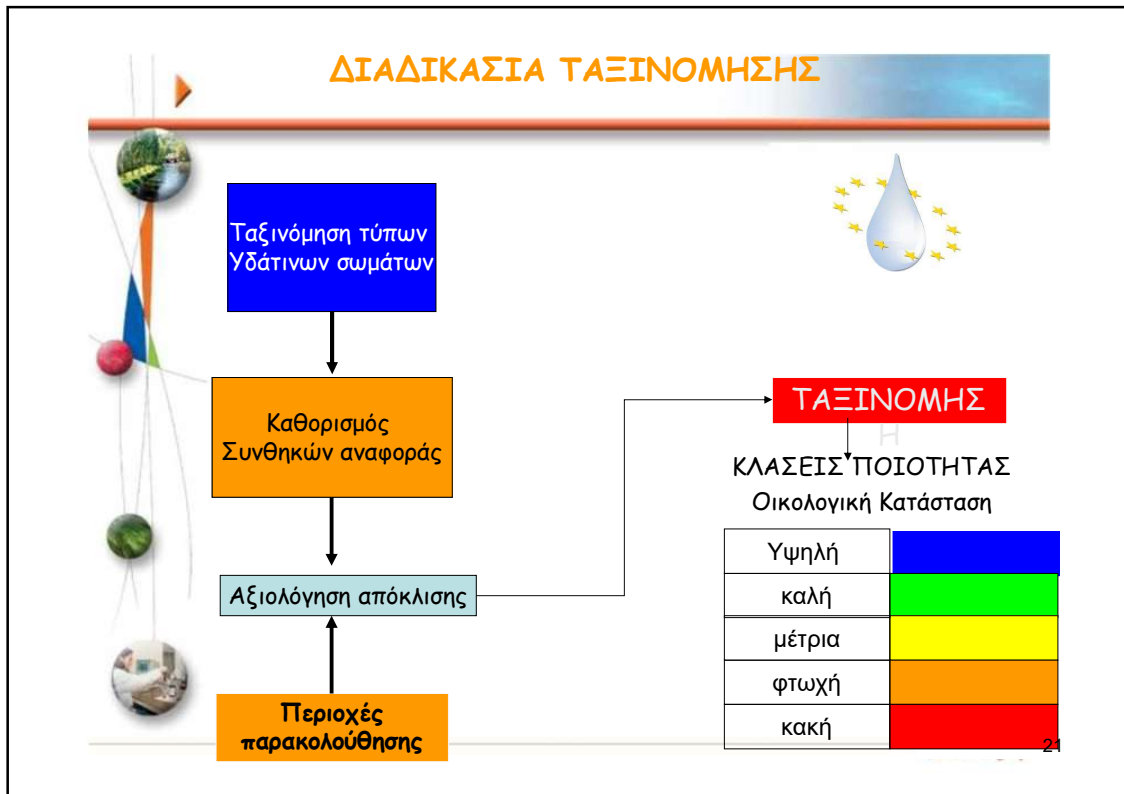 ΔΙΑΔΙΚΑΣΙΑ ΤΑΞΙΝΟΜΗΣΗΣ
Ταξινόμηση τύπων
Υδάτινων σωμάτων
Καθορισμός
Συνθηκών αναφοράς
Αξιολόγηση απόκλισης
Περιοχές
παρακολούθησης
ΤΑΞΙΝΟΜΗΣ
Η
ΚΛΑΣΕΙΣ ΠΟΙΟΤΗΤΑΣ
Οικολογική Κατάσταση
Υψηλή
καλή
μέτρια
φτωχή
κακή
21